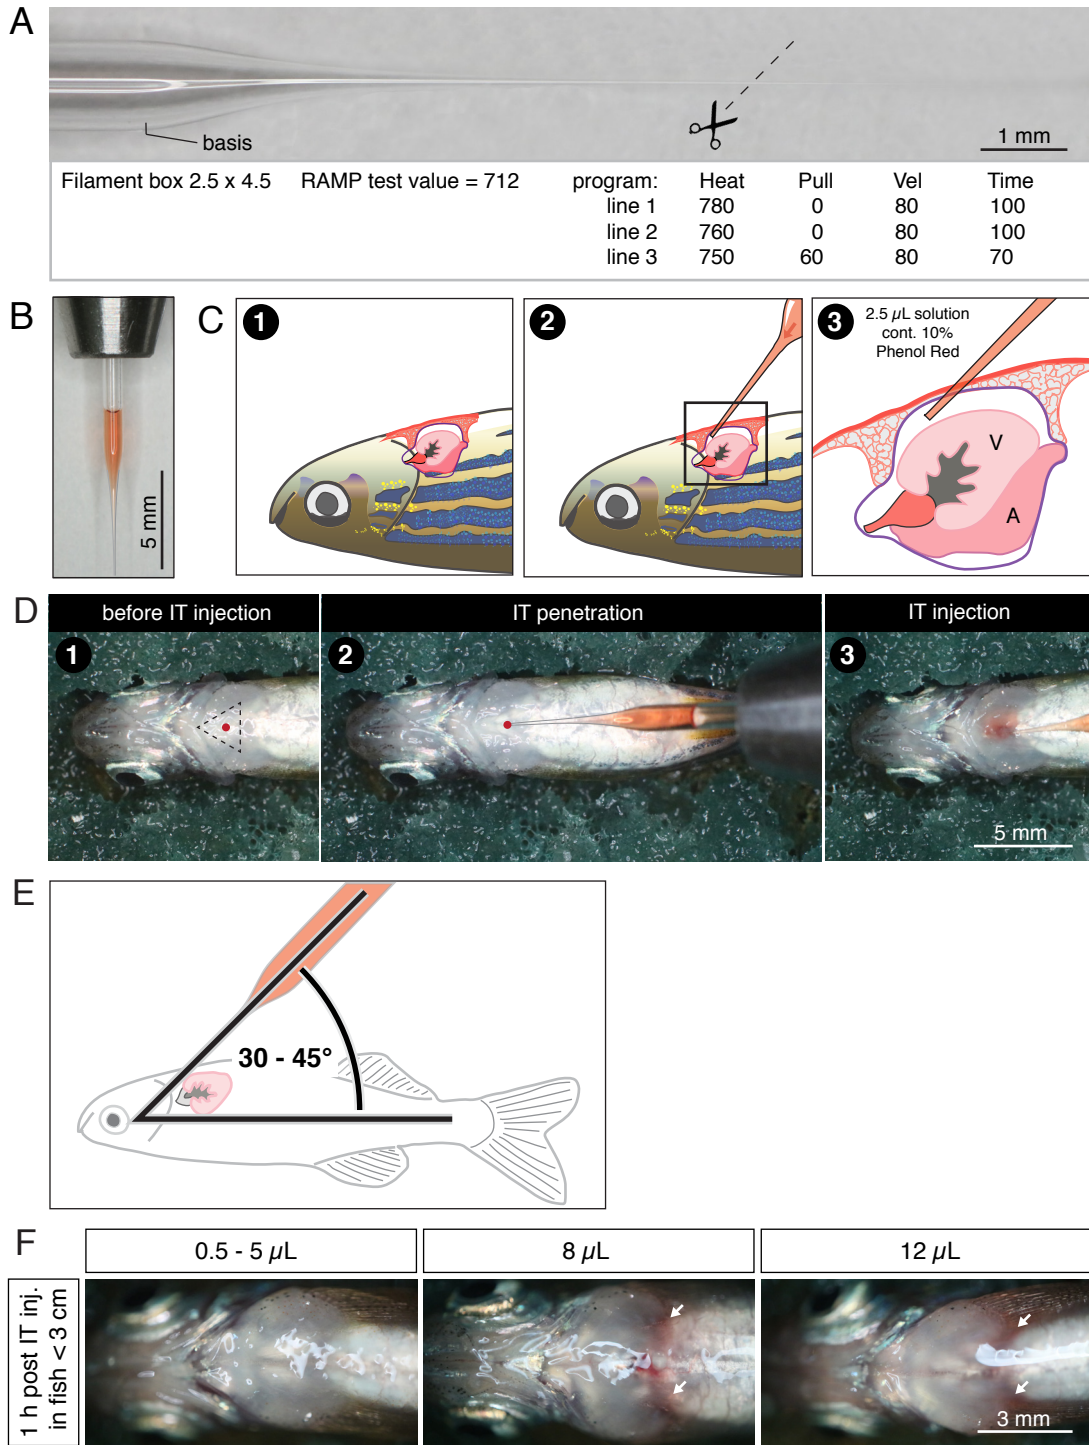 A
basis
1 mm
Filament box 2.5 x 4.5 RAMP test value = 712 program: Heat Pull Vel Time
line 1 780 0 80 100
line 2 760 0 80 100
line 3 750 60 80 70
B
5 mm
C
1
2
3
2.5 µL solution
cont. 10%
Phenol Red
V
A
D
before IT injection
IT penetration
IT injection
1
2
3
5 mm
E
30 - 45°
F
0.5 - 5 µL
8 µL
12 µL
1 h post IT inj.
in fish < 3 cm
3 mm